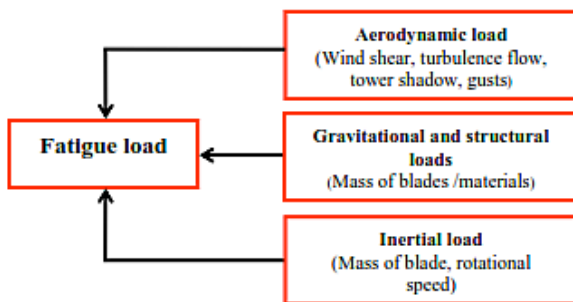 Aerodynamic load
(Wind shear, turbulence flow,
tower shadow, gusts)
Fatigue load
Gravitational and structural
loads
(Mass of blades /materials)
Inertial load
(Mass of blade, rotational
speed)